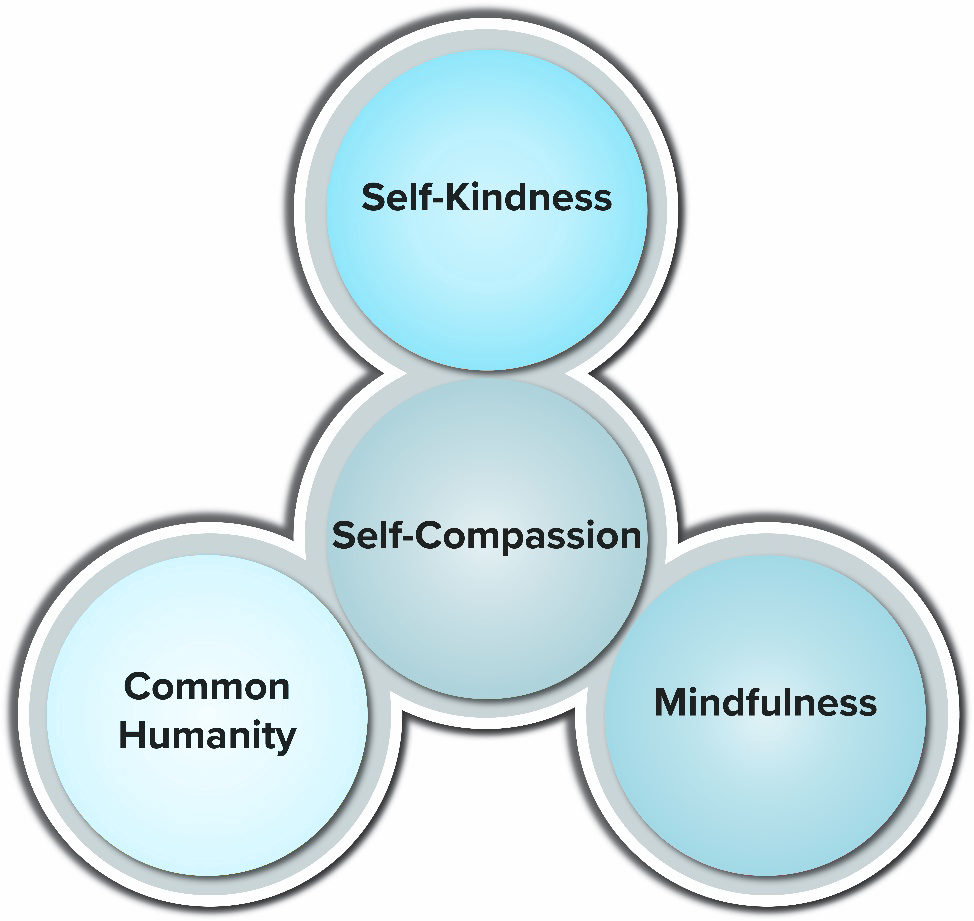 Self-Kindness
Self-Compassion
Common
Humanity
Mindfulness